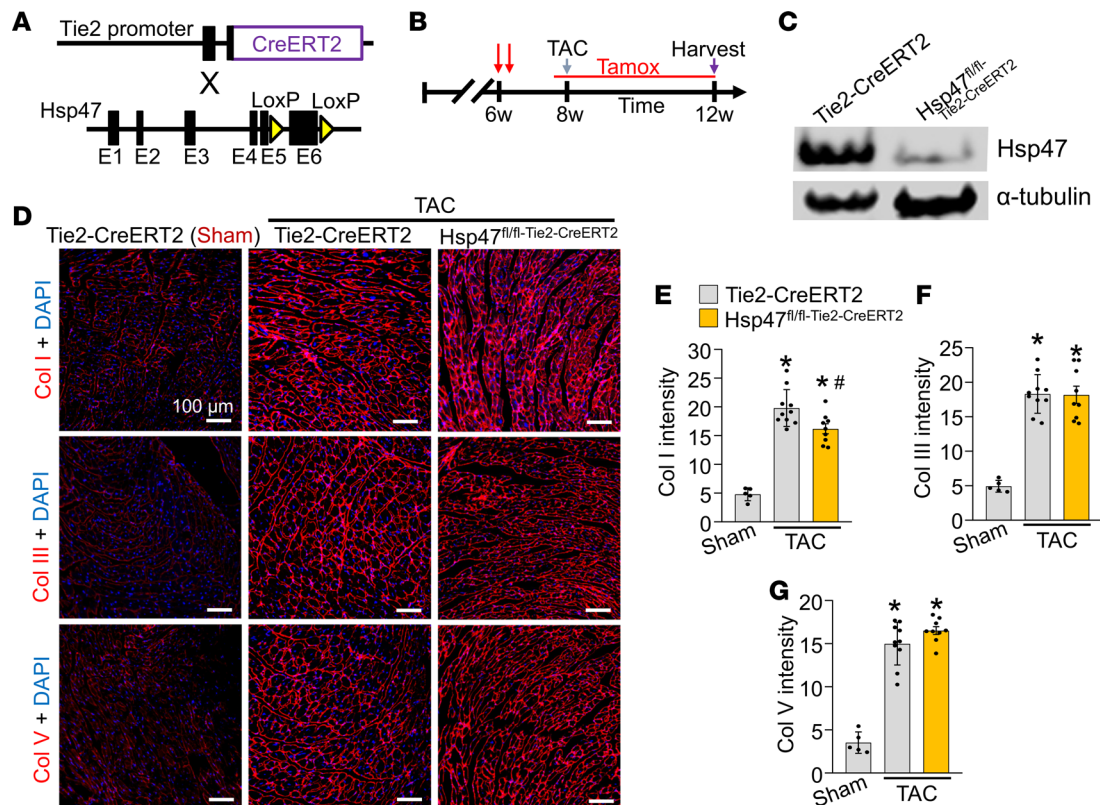 A
Tie2 promoter
CreERT2
X
LoxP
LoxP
Hsp47
E1 E2 E3 E4 E5 E6
B
TAC Harvest
Tamox
Time
6w 8w 12w
C
Tie2-CreERT2
Hsp47fl/fl-Tie2-CreERT2
Hsp47
α-tubulin
D
TAC
Tie2-CreERT2 (Sham) Tie2-CreERT2 Hsp47fl/fl-Tie2-CreERT2
Col I + DAPI
100 μm
Col III + DAPI
Col V + DAPI
Tie2-CreERT2
Hsp47fl/fl-Tie2-CreERT2
E
Col I intensity
30
25
20
15
10
5
0
*
* #
Sham
TAC
F
Col III intensity
25
20
15
10
5
0
*
*
Sham
TAC
G
Col V intensity
20
15
10
5
0
*
*
Sham
TAC